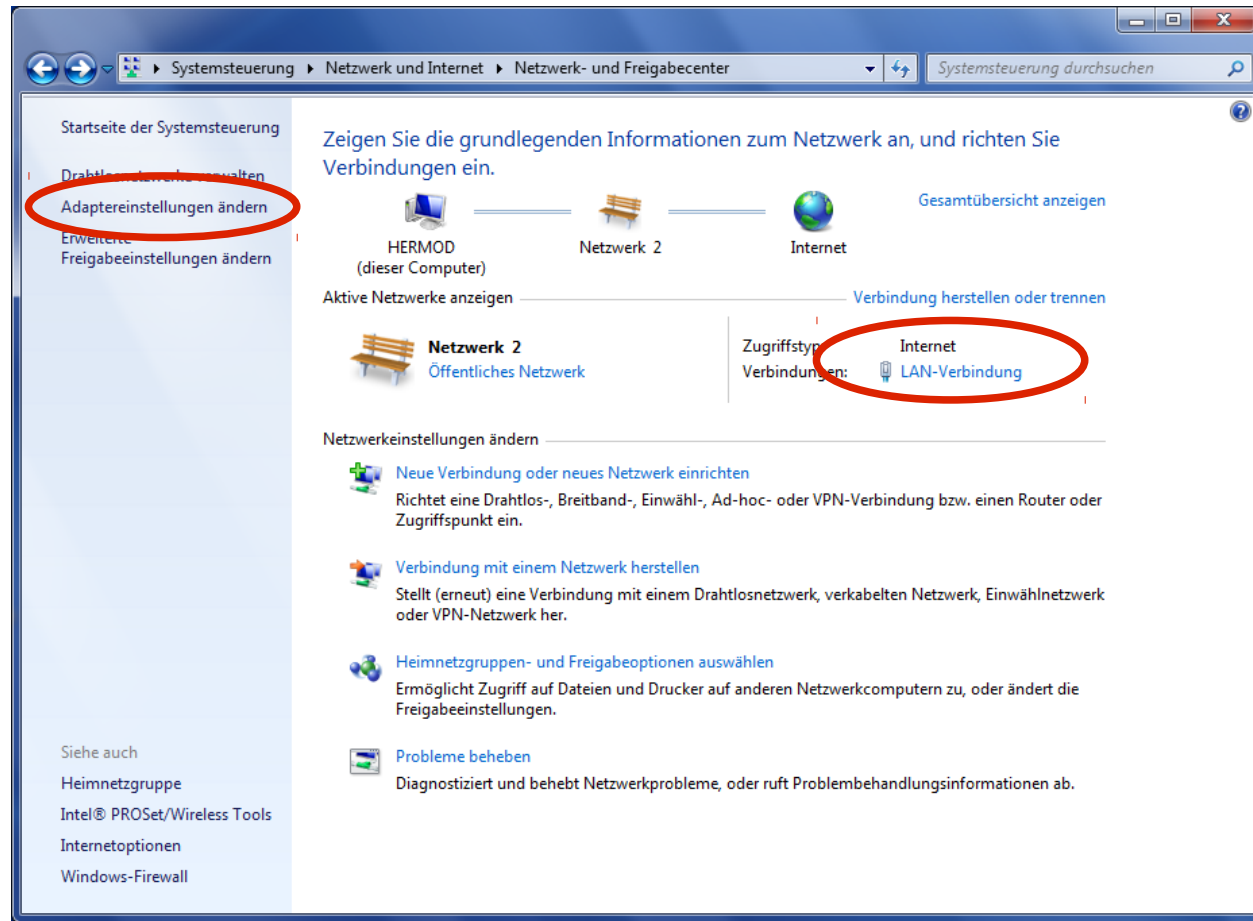 Systemsteuerung ▸ Netzwerk und Internet ▸ Netzwerk- und Freigabecenter
Systemsteuerung durchsuchen
Startseite der Systemsteuerung
Drahtlosnetzwerke verwalten
Adaptereinstellungen ändern
Erweiterte
Freigabeeinstellungen ändern
Zeigen Sie die grundlegenden Informationen zum Netzwerk an, und richten Sie
Verbindungen ein.
Gesamtübersicht anzeigen
HERMOD
(dieser Computer)
Netzwerk 2
Internet
Aktive Netzwerke anzeigen
Verbindung herstellen oder trennen
Netzwerk 2
Öffentliches Netzwerk
Zugriffstyp: Internet
Verbindungen: LAN-Verbindung
Netzwerkeinstellungen ändern
Neue Verbindung oder neues Netzwerk einrichten
Richtet eine Drahtlos-, Breitband-, Einwähl-, Ad-hoc- oder VPN-Verbindung bzw. einen Router oder
Zugriffspunkt ein.
Verbindung mit einem Netzwerk herstellen
Stellt (erneut) eine Verbindung mit einem Drahtlosnetzwerk, verkabelten Netzwerk, Einwählnetzwerk
oder VPN-Netzwerk her.
Heimnetzgruppen- und Freigabeoptionen auswählen
Ermöglicht Zugriff auf Dateien und Drucker auf anderen Netzwerkcomputern zu, oder ändert die
Freigabeeinstellungen.
Probleme beheben
Diagnostiziert und behebt Netzwerkprobleme, oder ruft Problembehandlungsinformationen ab.
Siehe auch
Heimnetzgruppe
Intel® PROSet/Wireless Tools
Internetoptionen
Windows-Firewall